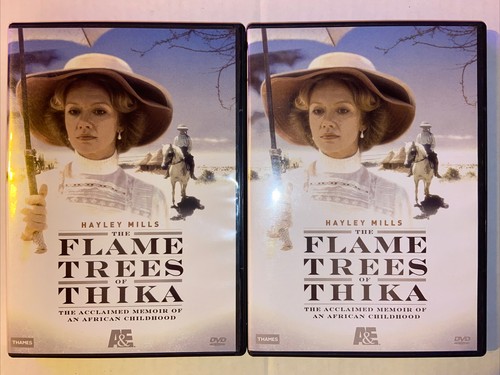 HAYLEY MILLS
THE
FLAME
TREES
OF
THIKA
THE ACCLAIMED MEMOIR OF
AN AFRICAN CHILDHOOD
THAMES
A&E
DVD
HAYLEY MILLS
THE
FLAME
TREES
OF
THIKA
THE ACCLAIMED MEMOIR OF
AN AFRICAN CHILDHOOD
THAMES
A&E
DVD